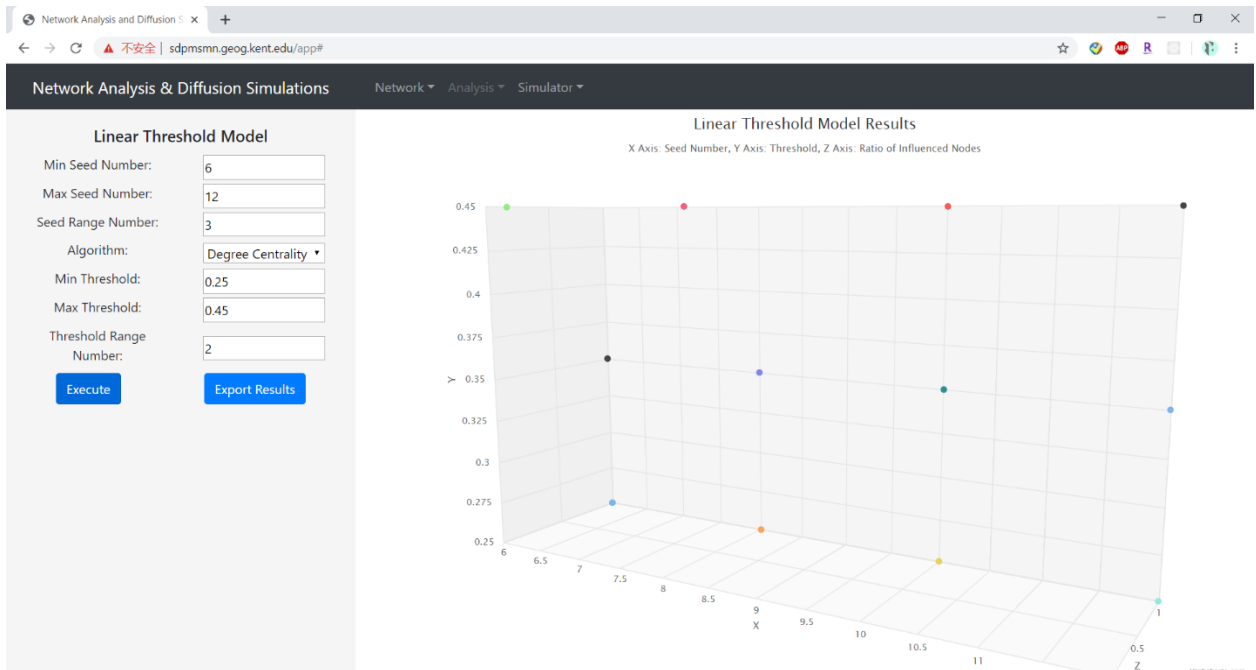 Network Analysis and Diffusion S
不安全 | sdpmsmn.geog.kent.edu/app#
ABP
R
Network Analysis & Diffusion Simulations
Network Analysis Simulator
Linear Threshold Model
Min Seed Number: 6
Max Seed Number: 12
Seed Range Number: 3
Algorithm: Degree Centrality
Min Threshold: 0.25
Max Threshold: 0.45
Threshold Range
Number: 2
Execute Export Results
Linear Threshold Model Results
X Axis: Seed Number, Y Axis: Threshold, Z Axis: Ratio of Influenced Nodes
0.45
0.425
0.4
0.375
Y
0.35
0.325
0.3
0.275
0.25
6
6.5
7
7.5
8
8.5
9
X
9.5
10
10.5
11
1
0.5
Z